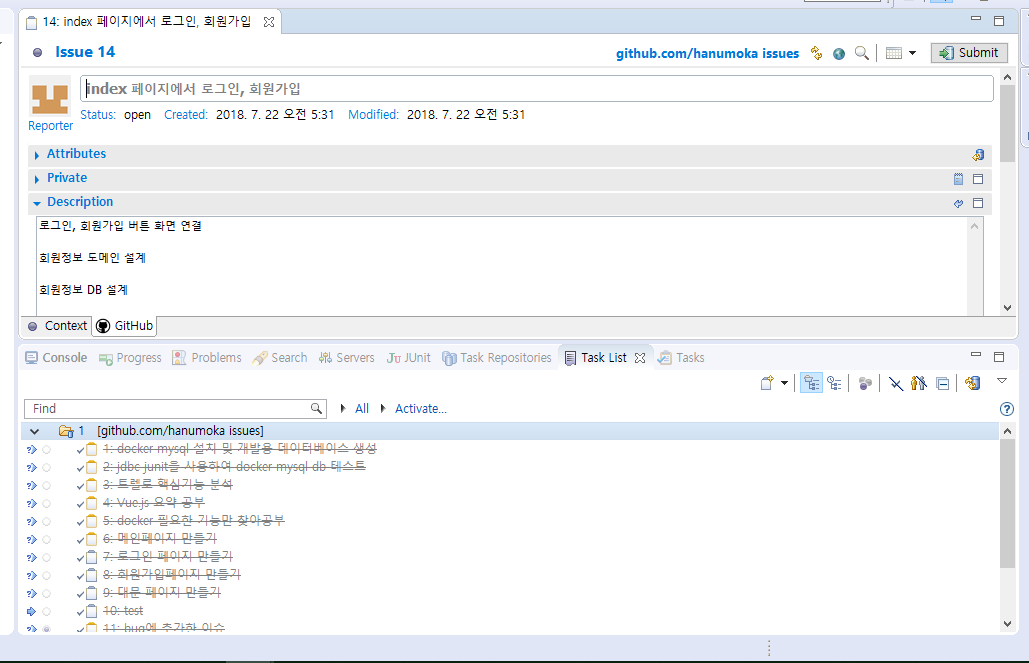 14: index 페이지에서 로그인, 회원가입
Issue 14
github.com/hanumoka issues
Submit
index 페이지에서 로그인, 회원가입
Reporter
Status: open Created: 2018. 7. 22 오전 5:31 Modified: 2018. 7. 22 오전 5:31
Attributes
Private
Description
로그인, 회원가입 버튼 화면 연결
회원정보 도메인 설계
회원정보 DB 설계
Context GitHub
Console Progress Problems Search Servers JUnit Task Repositories Task List Tasks
Find All Activate...
1 [github.com/hanumoka issues]
1: docker mysql 설치 및 개발용 데이터베이스 생성
2: jdbc junit을 사용하여 docker mysql db 테스트
3: 트렐로 핵심기능 분석
4: Vue.js 요약 공부
5: docker 필요한 기능만 찾아공부
6: 메인페이지 만들기
7: 로그인 페이지 만들기
8: 회원가입페이지 만들기
9: 대문 페이지 만들기
10: test
11: bug에 추가한 이슈